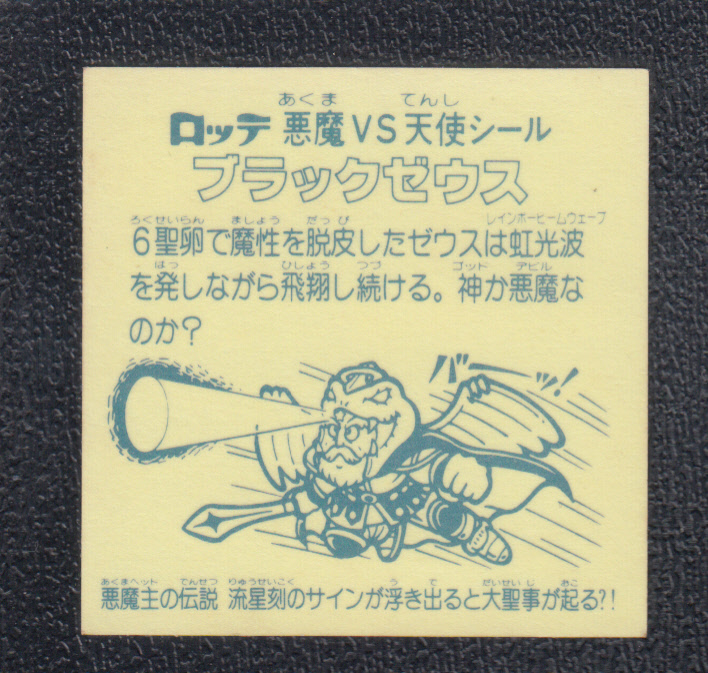 あくま てんし
ロッテ 悪魔VS天使シール
ブラックゼウス
ろくせいらん ましょう だっぴ レインボービームウェーブ
6聖卵で魔性を脱皮したゼウスは虹光波
はっ ひしょう つづ ゴッド デビル
を発しながら飛翔し続ける。神か悪魔な
のか?
バーッ!
あくまヘッド でんせつ りゅうせいこく う で だいせいじ おこ
悪魔主の伝説 流星刻のサインが浮き出ると大聖事が起る?!